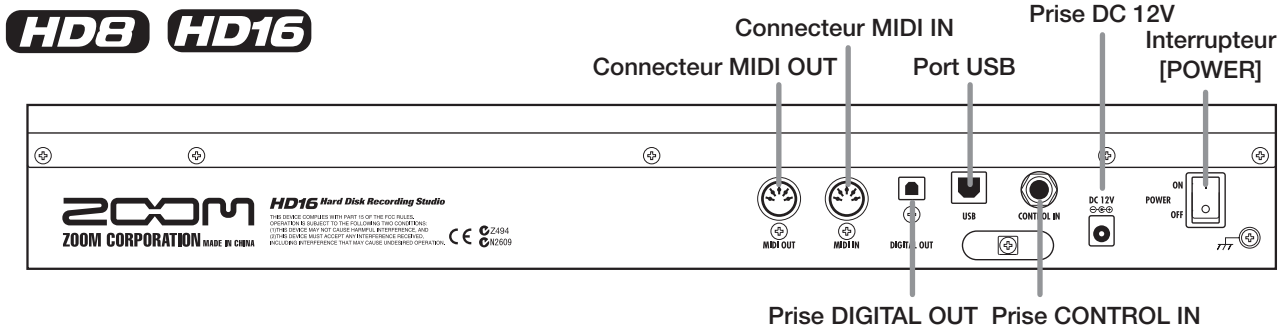 HD8 HD16
Prise DC 12V
Connecteur MIDI IN
Interrupteur
[POWER]
Connecteur MIDI OUT
Port USB
ZOOM
ZOOM CORPORATION MADE IN CHINA
HD16 Hard Disk Recording Studio
THIS DEVICE COMPLIES WITH PART 15 OF THE FCC RULES.
OPERATION IS SUBJECT TO THE FOLLOWING TWO CONDITIONS:
(1)THIS DEVICE MAY NOT CAUSE HARMFUL INTERFERENCE, AND
(2)THIS DEVICE MUST ACCEPT ANY INTERFERENCE RECEIVED,
INCLUDING INTERFERENCE THAT MAY CAUSE UNDESIRED OPERATION.
CE
Z494
N2609
MIDI OUT
MIDI IN
DIGITAL OUT
USB
CONTROL IN
DC 12V
POWER
ON
OFF
Prise DIGITAL OUT
Prise CONTROL IN